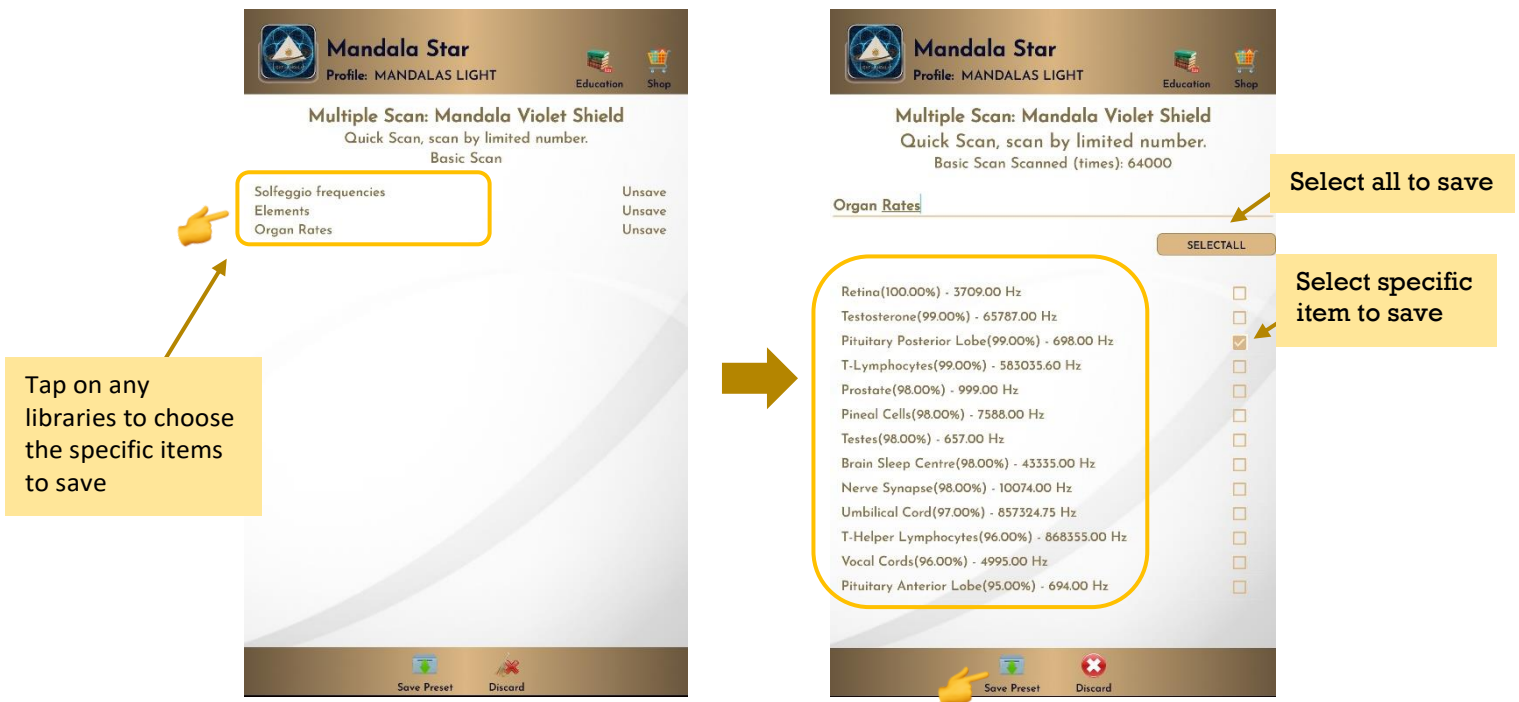 Mandala Star
Profile: MANDALAS LIGHT
Education
Shop
Multiple Scan: Mandala Violet Shield
Quick Scan, scan by limited number.
Basic Scan
Solfeggio frequencies Unsave
Elements Unsave
Organ Rates Unsave
Tap on any
libraries to choose
the specific items
to save
Save Preset
Discard
Mandala Star
Profile: MANDALAS LIGHT
Education
Shop
Multiple Scan: Mandala Violet Shield
Quick Scan, scan by limited number.
Basic Scan Scanned (times): 64000
Organ Rates
SELECTALL
Select all to save
Select specific
item to save
Retina(100.00%) - 3709.00 Hz
Testosterone(99.00%) - 65787.00 Hz
Pituitary Posterior Lobe(99.00%) - 698.00 Hz
T-Lymphocytes(99.00%) - 583035.60 Hz
Prostate(98.00%) - 999.00 Hz
Pineal Cells(98.00%) - 7588.00 Hz
Testes(98.00%) - 657.00 Hz
Brain Sleep Centre(98.00%) - 43335.00 Hz
Nerve Synapse(98.00%) - 10074.00 Hz
Umbilical Cord(97.00%) - 857324.75 Hz
T-Helper Lymphocytes(96.00%) - 868355.00 Hz
Vocal Cords(96.00%) - 4995.00 Hz
Pituitary Anterior Lobe(95.00%) - 694.00 Hz
Save Preset
Discard